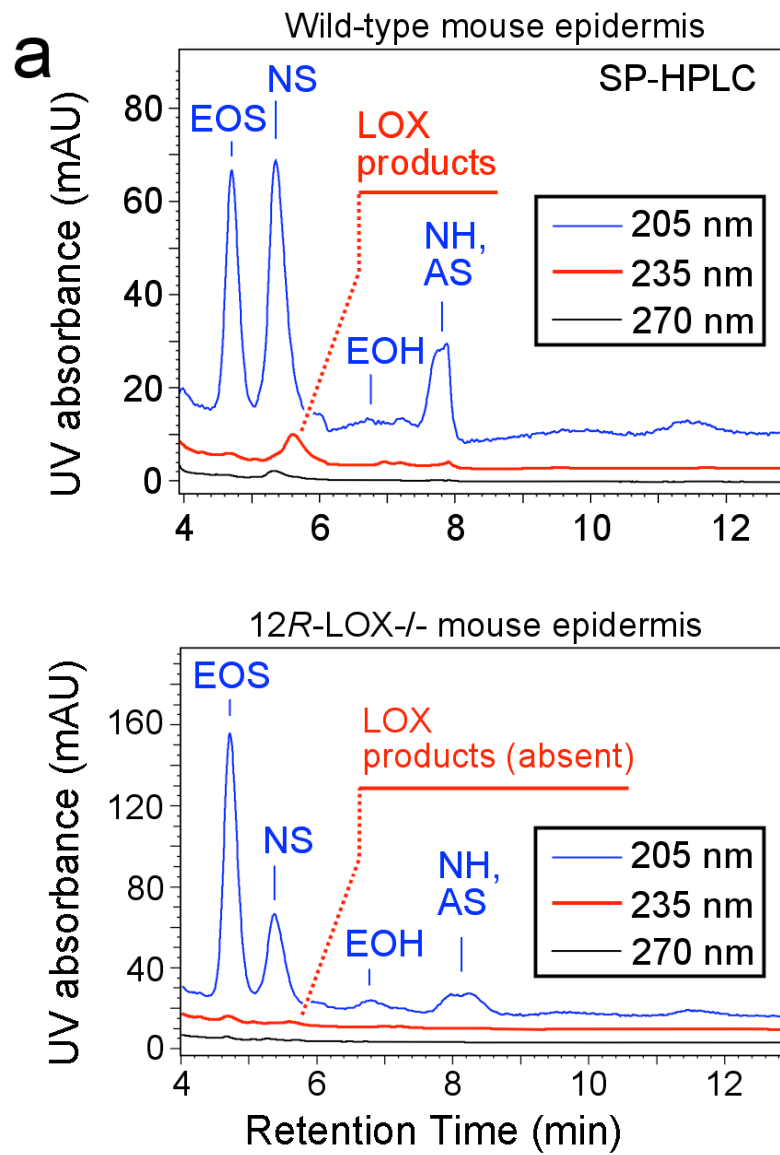 a
Wild-type mouse epidermis
SP-HPLC
UV absorbance (mAU)
80
60
40
20
0
EOS
NS
LOX
products
NH,
AS
EOH
205 nm
235 nm
270 nm
4
6
8
10
12
12R-LOX-/- mouse epidermis
UV absorbance (mAU)
160
120
80
40
0
EOS
NS
LOX
products (absent)
NH,
AS
EOH
205 nm
235 nm
270 nm
4
6
8
10
12
Retention Time (min)